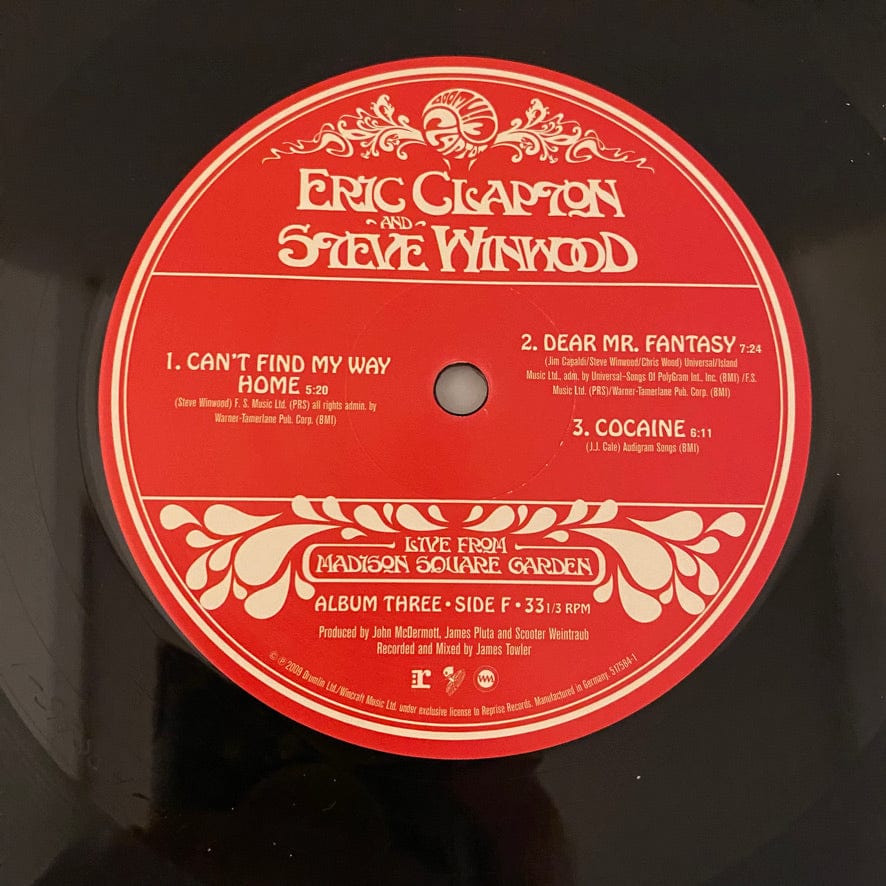 ERIC CLAPTON
AND
STEVE WINWOOD
1. CAN'T FIND MY WAY
HOME 5:20
(Steve Winwood) F. S. Music Ltd. (PRS) all rights admin. by
Warner-Tamerlane Pub. Corp. (BMI)
2. DEAR MR. FANTASY 7:24
(Jim Capaldi/Steve Winwood/Chris Wood) Universal/Island
Music Ltd., adm. by Universal-Songs Of PolyGram Int., Inc. (BMI) /F.S.
Music Ltd. (PRS)/Warner-Tamerlane Pub. Corp. (BMI)
3. COCAINE 6:11
(J.J. Cale) Audigram Songs (BMI)
LIVE FROM
MADISON SQUARE GARDEN
ALBUM THREE • SIDE F • 33 1/3 RPM
Produced by John McDermott, James Pluta and Scooter Weintraub
Recorded and Mixed by James Towler
r
© ℗ 2009 Drumlin Ltd./Wincraft Music Ltd. under exclusive license to Reprise Records. Manufactured in Germany. 517584-1